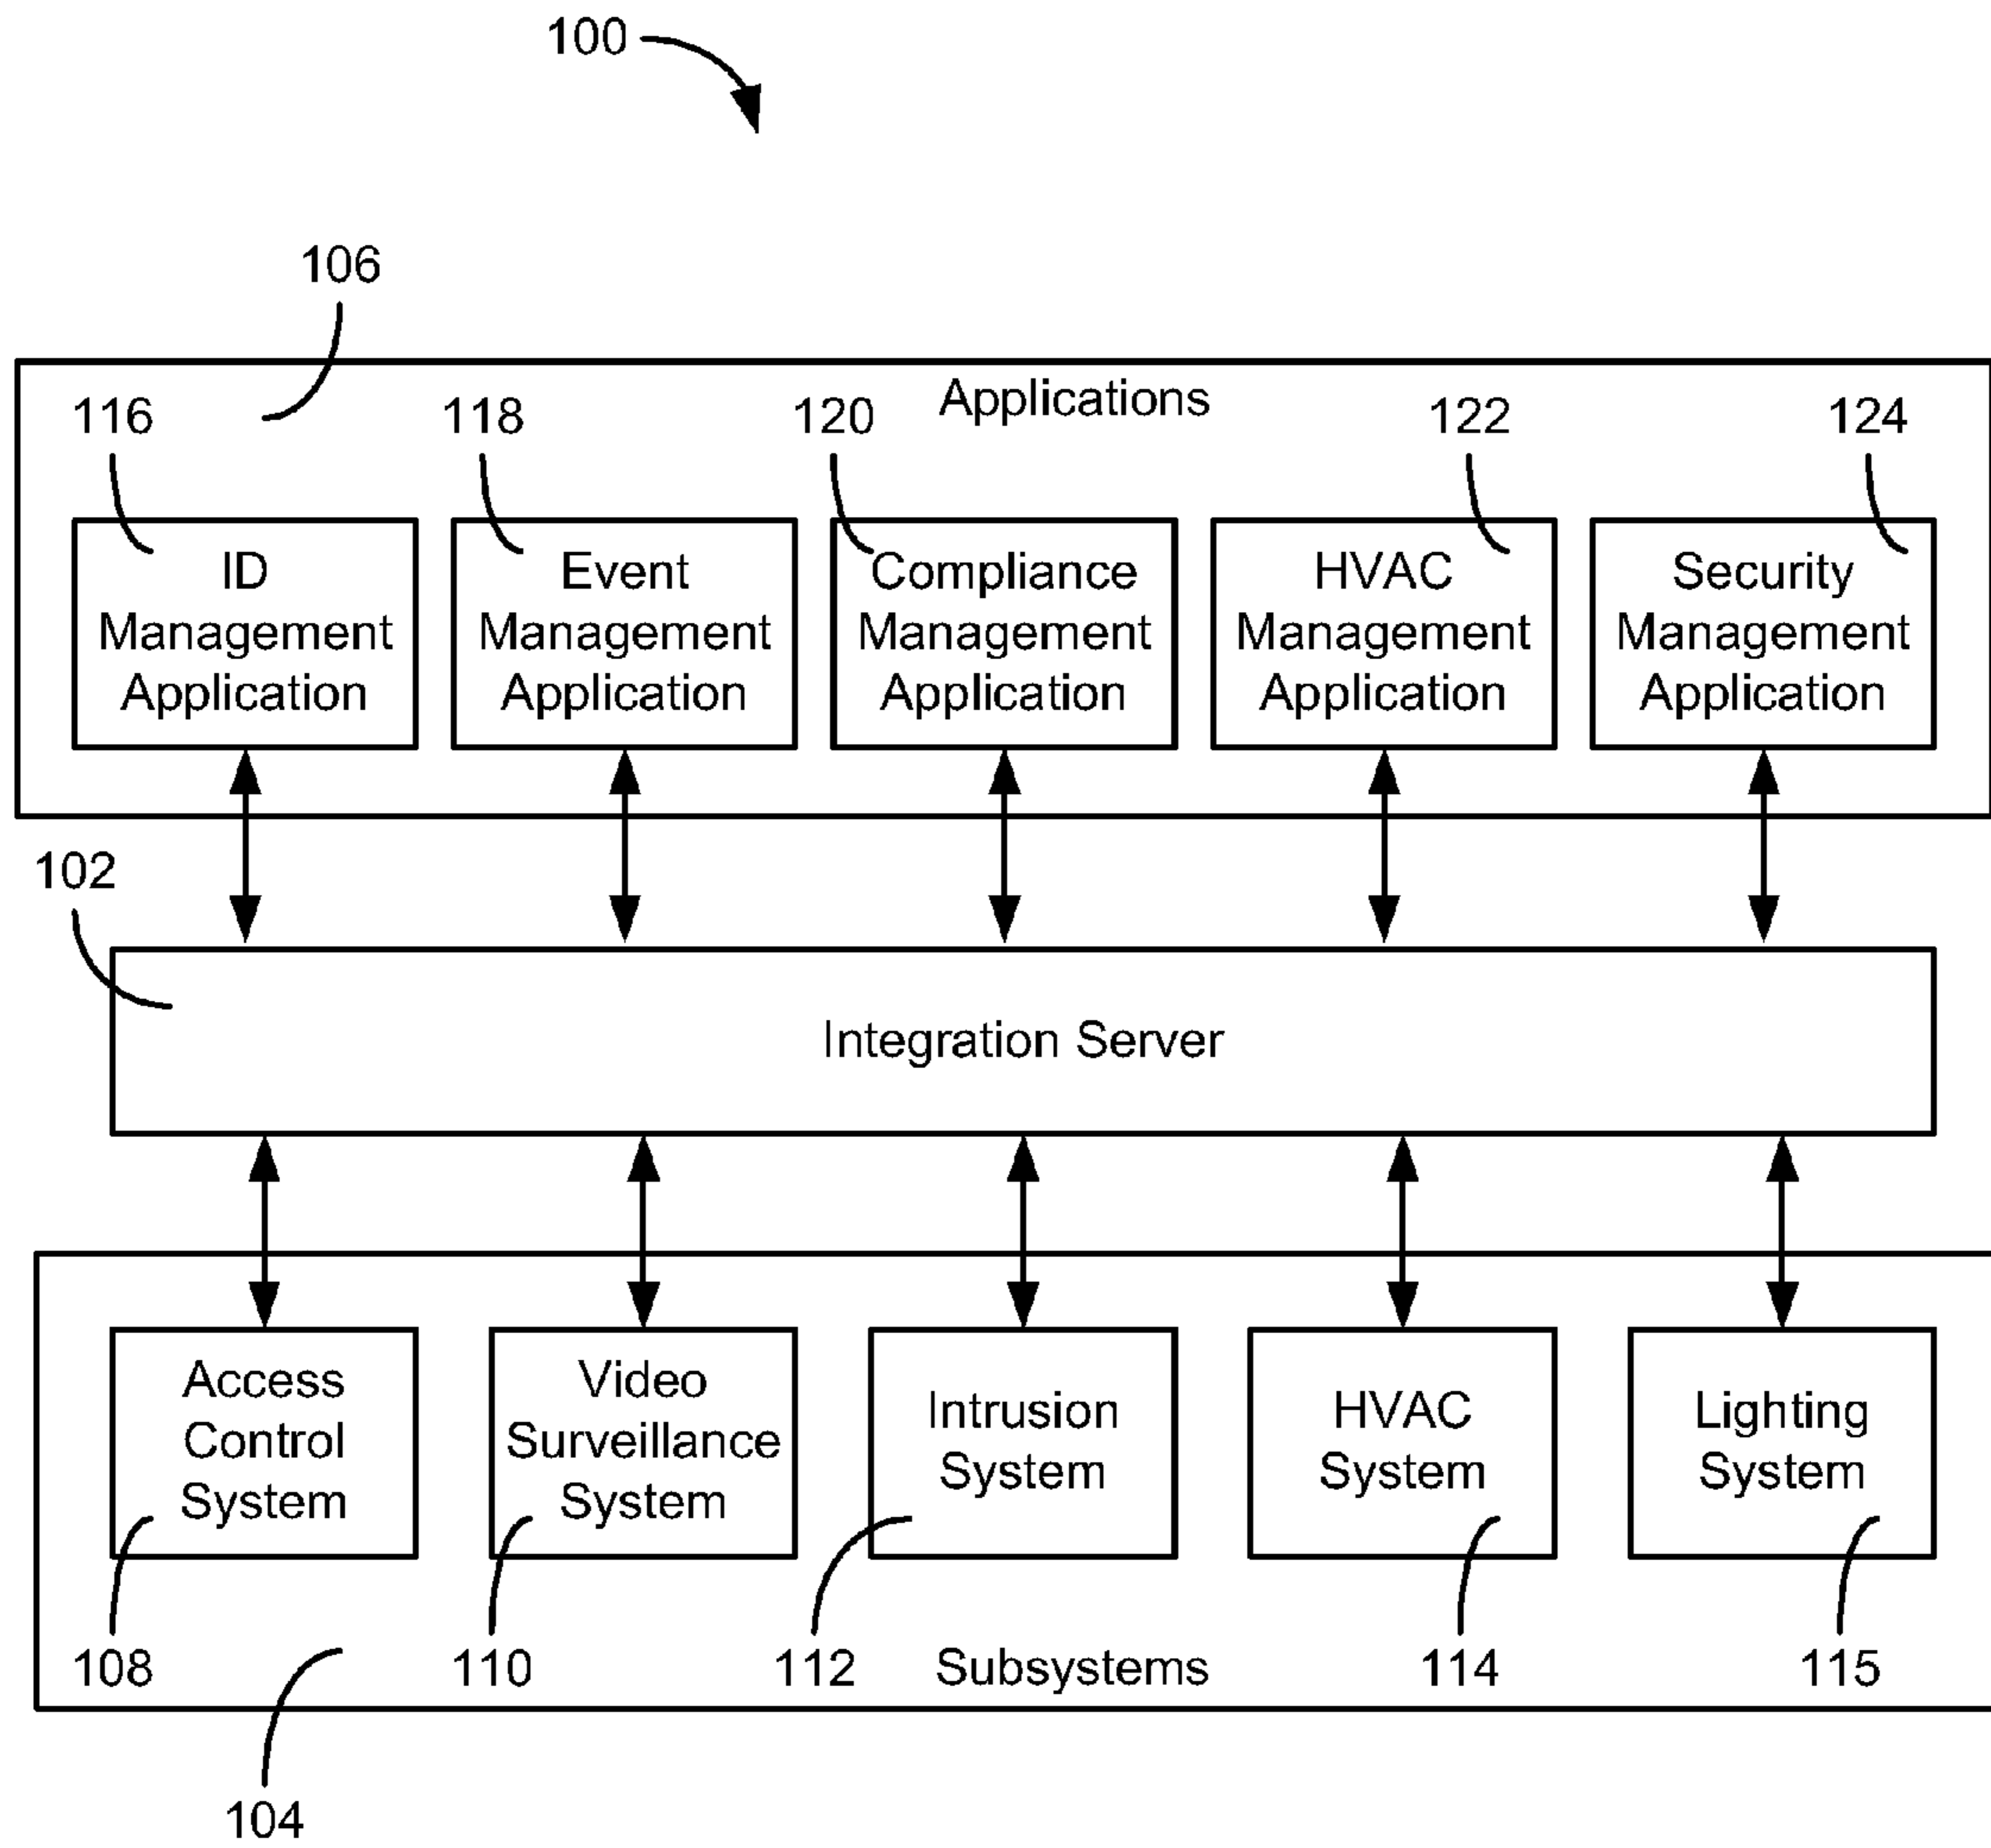 100
106
Applications
116
118
120
122
124
ID
Management
Application
Event
Management
Application
Compliance
Management
Application
HVAC
Management
Application
Security
Management
Application
102
Integration Server
Access
Control
System
Video
Surveillance
System
Intrusion
System
HVAC
System
Lighting
System
108
110
112
Subsystems
114
115
104